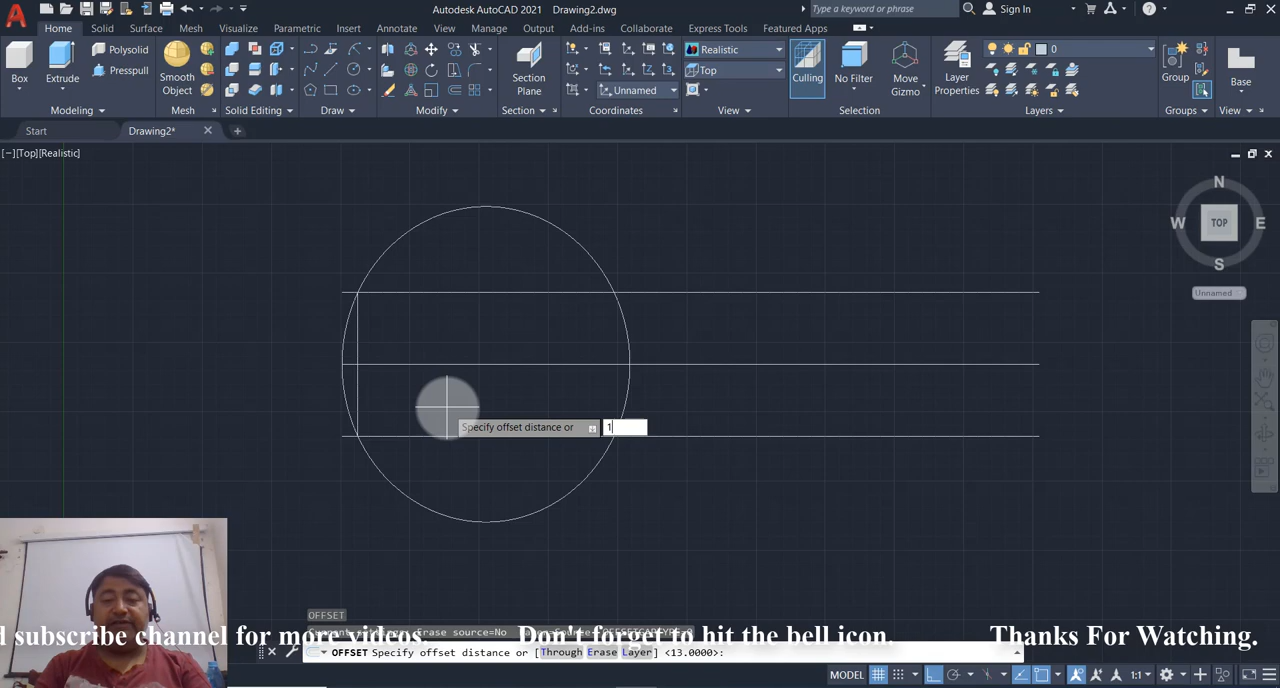 Autodesk AutoCAD 2021 Drawing2.dwg
Type a keyword or phrase
Sign In
Home Solid Surface Mesh Visualize Parametric Insert Annotate View Manage Output Collaborate Express Tools Featured Apps
Box
Extrude
Polysolid
Presspull
Smooth
Object
Section
Plane
Unnamed
Realistic
Top
Culling
No Filter
Move
Gizmo
Layer
Properties
0
Group
Base
Modeling
Mesh
Solid Editing
Draw
Modify
Section
Coordinates
View
Selection
Layers
Groups
View
Start
Drawing2*
[−][Top][Realistic]
N
W
TOP
E
S
Unnamed
Specify offset distance or
1
OFFSET
d subscribe channel for more videos. Don't forget to hit the bell icon. Thanks For Watching.
OFFSET Specify offset distance or [Through Erase Layer] <13.0000>:
MODEL
1:1